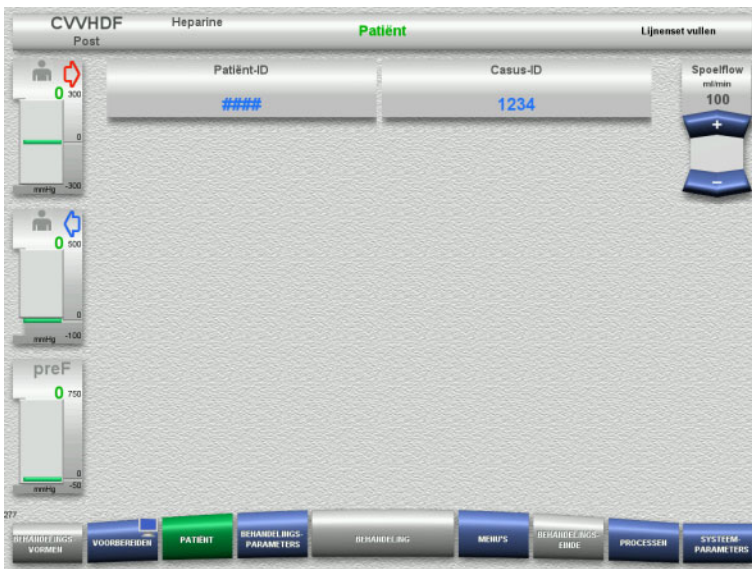 CVVHDF
Post
Heparine
Patiënt
Lijnenset vullen
Patiënt-ID
####
Casus-ID
1234
Spoelflow
ml/min
100
+
−
0
300
0
-300
mmHg
0
500
0
-100
mmHg
preF
0
750
0
-50
mmHg
277
BEHANDELINGS-
VORMEN
VOORBEREIDEN
PATIËNT
BEHANDELINGS-
PARAMETERS
BEHANDELING
MENU'S
BEHANDELINGS-
EINDE
PROCESSEN
SYSTEEM-
PARAMETERS